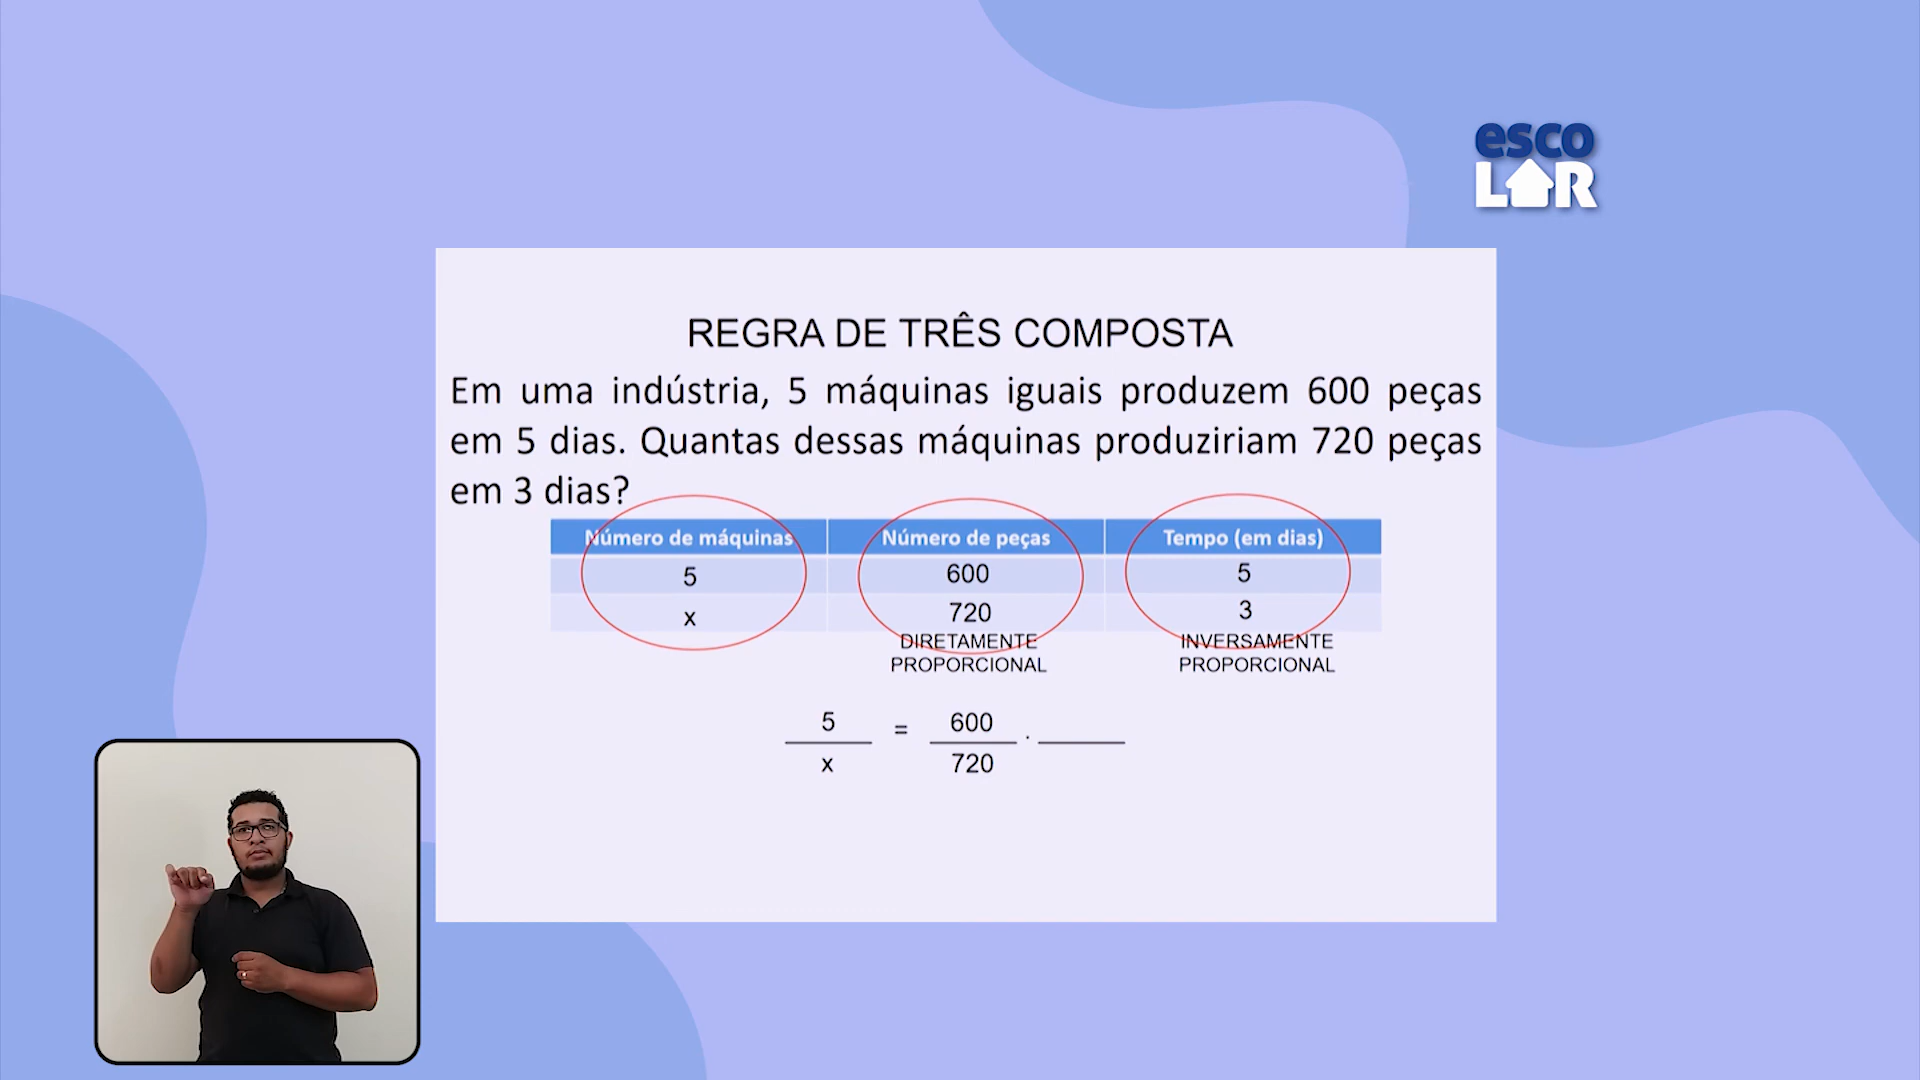 esco
LAR
REGRA DE TRÊS COMPOSTA
Em uma indústria, 5 máquinas iguais produzem 600 peças
em 5 dias. Quantas dessas máquinas produziriam 720 peças
em 3 dias?
Número de máquinas Número de peças Tempo (em dias)
5 600 5
x 720 3
DIRETAMENTE INVERSAMENTE
PROPORCIONAL PROPORCIONAL
5 = 600 .
x 720